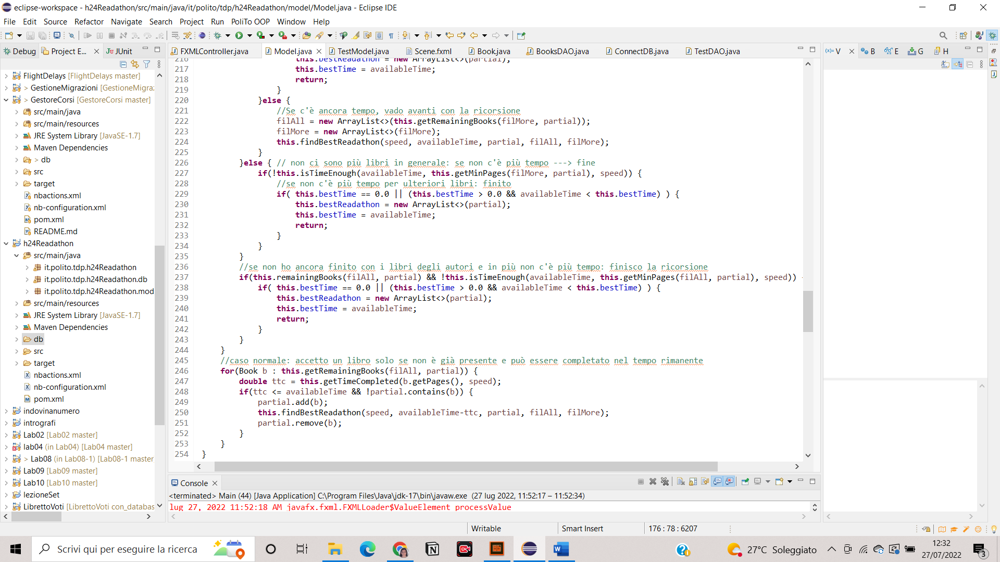 eclipse-workspace - h24Readathon/src/main/java/it/polito/tdp/h24Readathon/model/Model.java - Eclipse IDE
File Edit Source Refactor Navigate Search Project Run PoliTo OOP Window Help
Debug Project E... JUnit
FXMLController.java Model.java TestModel.java Scene.fxml Book.java BooksDAO.java ConnectDB.java TestDAO.java
V B E G H
FlightDelays [FlightDelays master]
> GestioneMigrazioni [GestioneMigra
> GestoreCorsi [GestoreCorsi master]
src/main/java
src/main/resources
JRE System Library [JavaSE-1.7]
Maven Dependencies
> db
src
target
nbactions.xml
nb-configuration.xml
pom.xml
README.md
h24Readathon
src/main/java
it.polito.tdp.h24Readathon
it.polito.tdp.h24Readathon.db
it.polito.tdp.h24Readathon.mod
src/main/resources
JRE System Library [JavaSE-1.7]
Maven Dependencies
db
src
target
nbactions.xml
nb-configuration.xml
pom.xml
indovinanumero
intrografi
Lab02 [Lab02 master]
lab04 (in Lab04) [Lab04 master]
> Lab08 (in Lab08-1) [Lab08-1 master
Lab09 [Lab09 master]
Lab10 [Lab10 master]
lezioneSet
LibrettoVoti [LibrettoVoti con_databas
216 this.bestReadathon = new ArrayList<>(partial);
217 this.bestTime = availableTime;
218 return;
219 }
220 }else {
221 //Se c'è ancora tempo, vado avanti con la ricorsione
222 filAll = new ArrayList<>(this.getRemainingBooks(filMore, partial));
223 filMore = new ArrayList<>(filMore);
224 this.findBestReadathon(speed, availableTime, partial, filAll, filMore);
225 }
226 }else { // non ci sono più libri in generale: se non c'è più tempo ---> fine
227 if(!this.isTimeEnough(availableTime, this.getMinPages(filMore, partial), speed)) {
228 //se non c'è più tempo per ulteriori libri: finito
229 if( this.bestTime == 0.0 || (this.bestTime > 0.0 && availableTime < this.bestTime) ) {
230 this.bestReadathon = new ArrayList<>(partial);
231 this.bestTime = availableTime;
232 return;
233 }
234 }
235 }
236 //se non ho ancora finito con i libri degli autori e in più non c'è più tempo: finisco la ricorsione
237 if(this.remainingBooks(filAll, partial) && !this.isTimeEnough(availableTime, this.getMinPages(filAll, partial), speed))
238 if( this.bestTime == 0.0 || (this.bestTime > 0.0 && availableTime < this.bestTime) ) {
239 this.bestReadathon = new ArrayList<>(partial);
240 this.bestTime = availableTime;
241 return;
242 }
243 }
244 }
245 //caso normale: accetto un libro solo se non è già presente e può essere completato nel tempo rimanente
246 for(Book b : this.getRemainingBooks(filAll, partial)) {
247 double ttc = this.getTimeCompleted(b.getPages(), speed);
248 if(ttc <= availableTime && !partial.contains(b)) {
249 partial.add(b);
250 this.findBestReadathon(speed, availableTime-ttc, partial, filAll, filMore);
251 partial.remove(b);
252 }
253 }
254 }
Console
<terminated> Main (44) [Java Application] C:\Program Files\Java\jdk-17\bin\javaw.exe (27 lug 2022, 11:52:17 – 11:52:34)
lug 27, 2022 11:52:18 AM javafx.fxml.FXMLLoader$ValueElement processValue
Writable Smart Insert 176 : 78 : 6207
Scrivi qui per eseguire la ricerca
27°C Soleggiato
12:32
27/07/2022
3